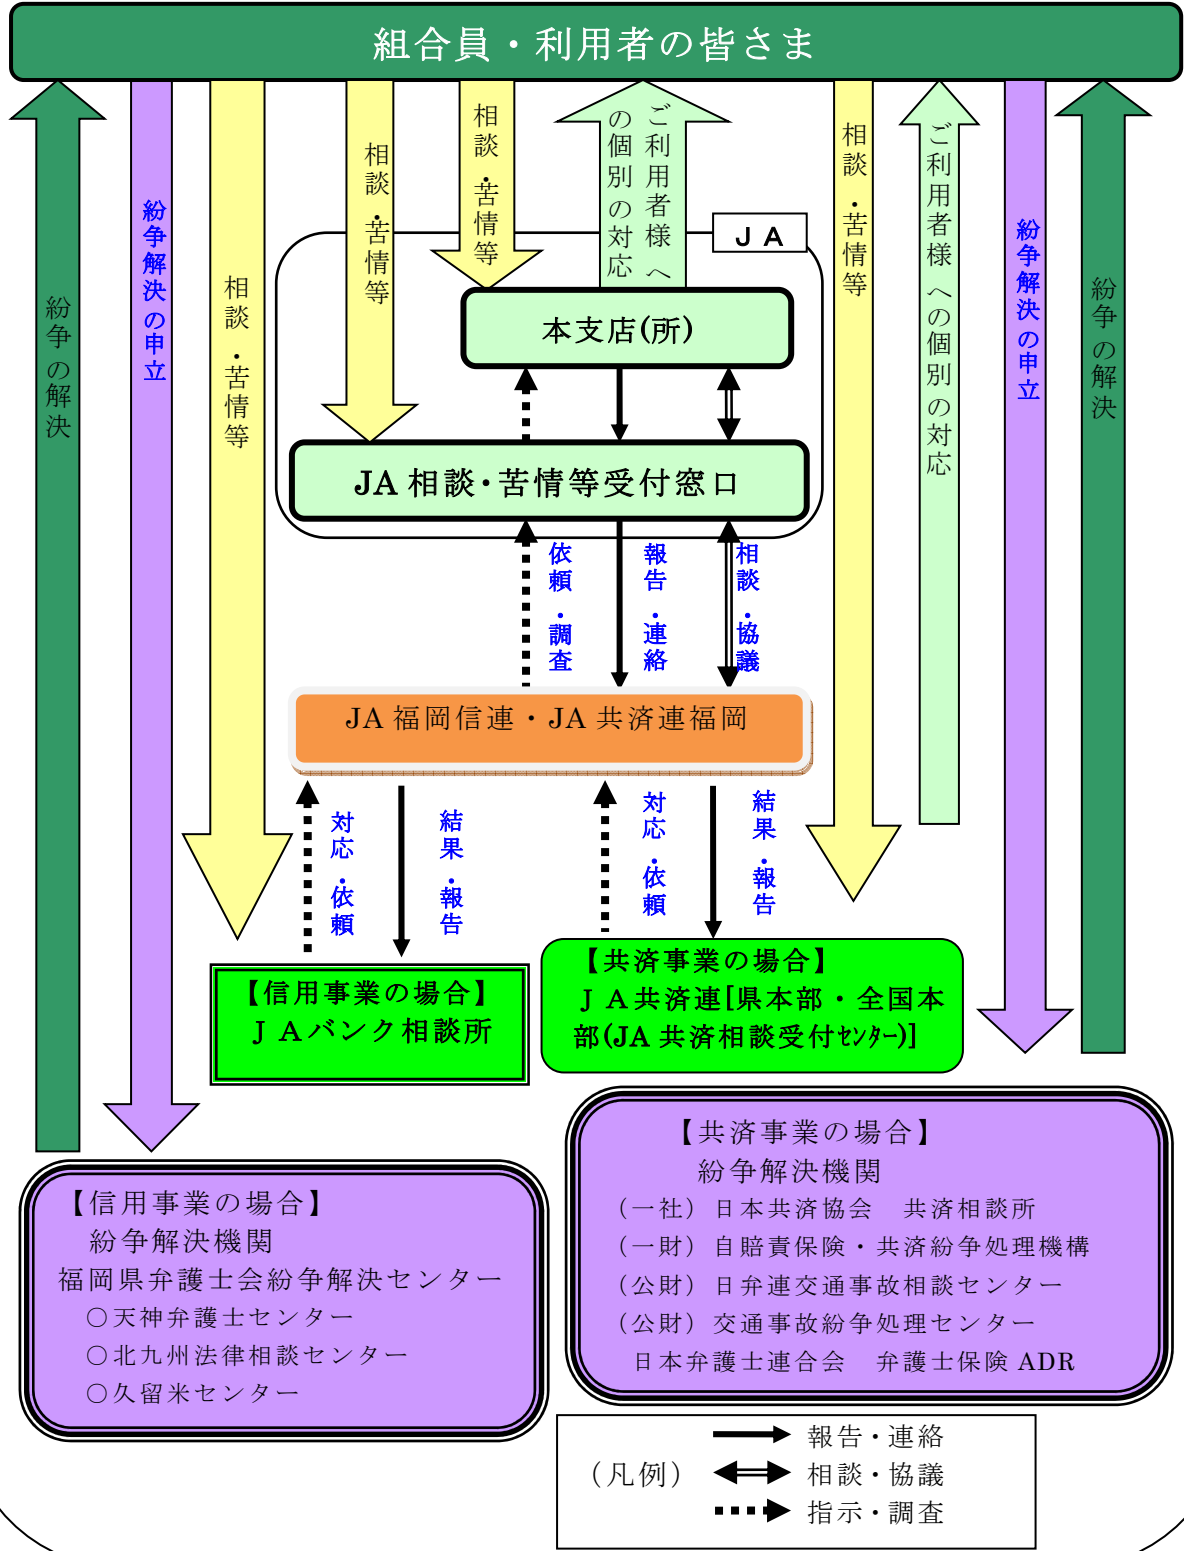 組合員・利用者の皆さま
紛争の解決
紛争解決の申立
相談・苦情等
相談・苦情等
相談・苦情等
ご利用者様へ
の個別の対応
相談・苦情等
ご利用者様への個別の対応
紛争解決の申立
紛争の解決
ＪＡ
本支店(所)
JA相談・苦情等受付窓口
依頼・調査
報告・連絡
相談・協議
JA福岡信連・JA共済連福岡
対応・依頼
結果・報告
対応・依頼
結果・報告
【信用事業の場合】
ＪＡバンク相談所
【共済事業の場合】
ＪＡ共済連[県本部・全国本
部(JA共済相談受付ｾﾝﾀｰ)]
【信用事業の場合】
紛争解決機関
福岡県弁護士会紛争解決センター
○天神弁護士センター
○北九州法律相談センター
○久留米センター
【共済事業の場合】
紛争解決機関
（一社）日本共済協会　共済相談所
（一財）自賠責保険・共済紛争処理機構
（公財）日弁連交通事故相談センター
（公財）交通事故紛争処理センター
日本弁護士連合会　弁護士保険ADR
（凡例）
報告・連絡
相談・協議
指示・調査